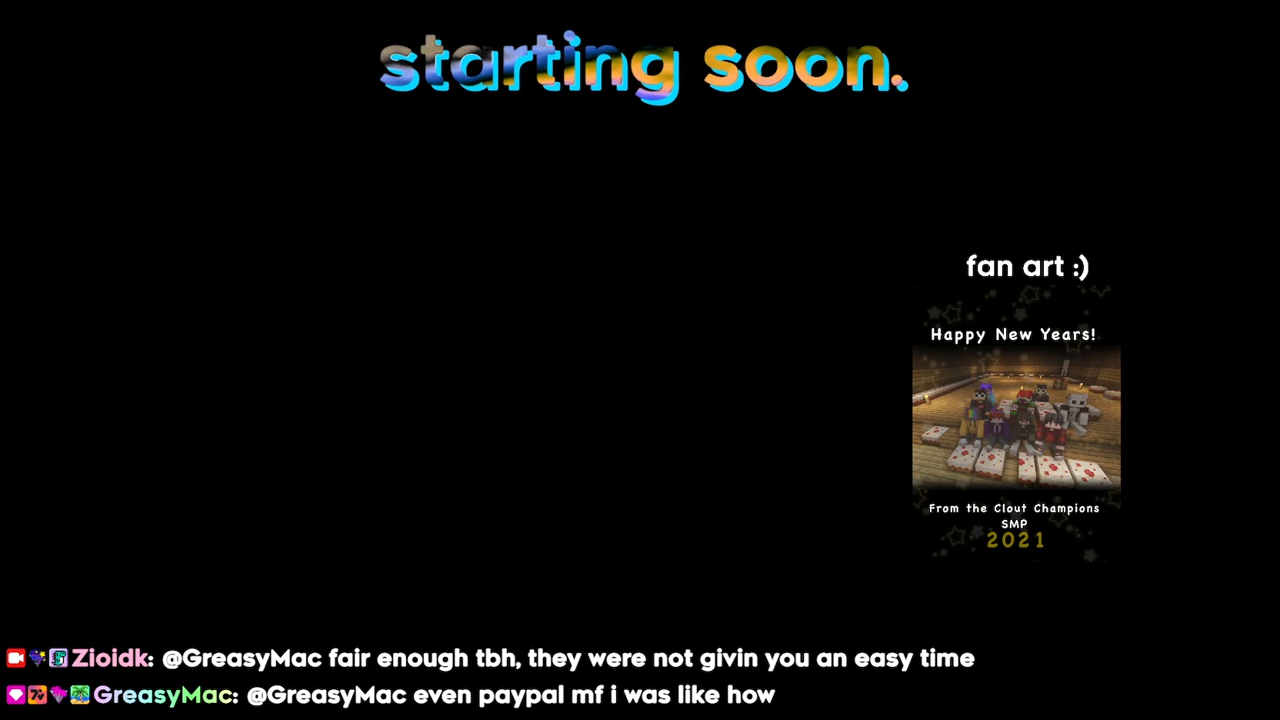 starting soon.
fan art :)
Happy New Years!
From the Clout Champions
SMP
2021
Zioidk: @GreasyMac fair enough tbh, they were not givin you an easy time
GreasyMac: @GreasyMac even paypal mf i was like how